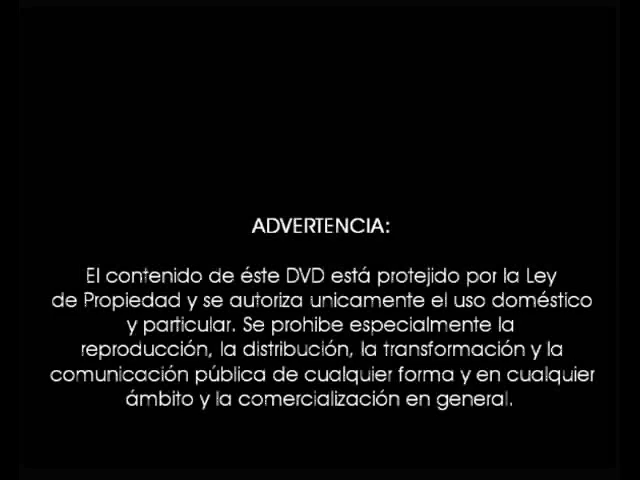 ADVERTENCIA:
El contenido de éste DVD está protejido por la Ley
de Propiedad y se autoriza unicamente el uso doméstico
y particular. Se prohibe especialmente la
reproducción, la distribución, la transformación y la
comunicación pública de cualquier forma y en cualquier
ámbito y la comercialización en general.